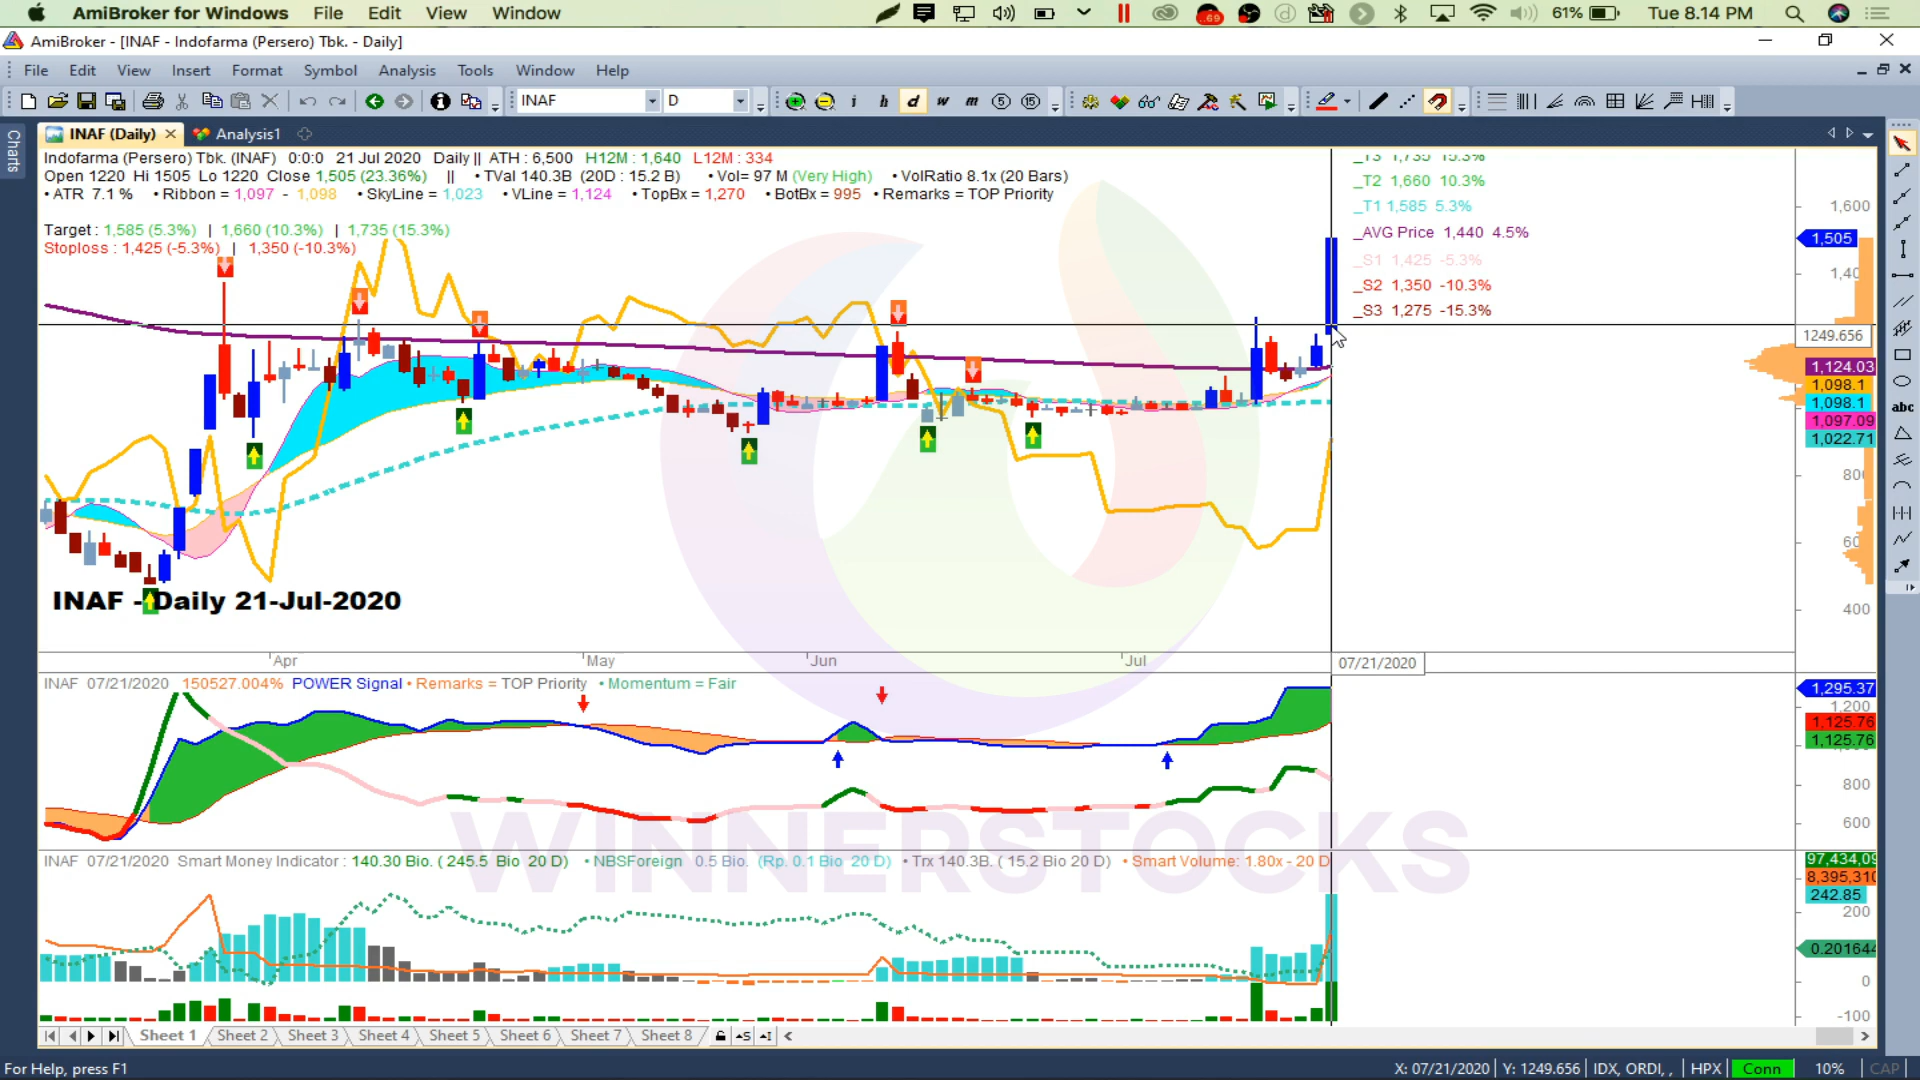 AmiBroker for Windows File Edit View Window 61% Tue 8.14 PM
AmiBroker - [INAF - Indofarma (Persero) Tbk. - Daily]
File Edit View Insert Format Symbol Analysis Tools Window Help
INAF D i h d w m 5 15
Charts
INAF (Daily) Analysis1
Indofarma (Persero) Tbk. (INAF) 0:0:0 21 Jul 2020 Daily || ATH : 6,500 H12M : 1,640 L12M : 334
Open 1220 Hi 1505 Lo 1220 Close 1,505 (23.36%) || • TVal 140.3B (20D : 15.2 B) • Vol= 97 M (Very High) • VolRatio 8.1x (20 Bars)
• ATR 7.1 % • Ribbon = 1,097 - 1,098 • SkyLine = 1,023 • VLine = 1,124 • TopBx = 1,270 • BotBx = 995 • Remarks = TOP Priority
Target : 1,585 (5.3%) | 1,660 (10.3%) | 1,735 (15.3%)
Stoploss : 1,425 (-5.3%) | 1,350 (-10.3%)
_T3 1,735 15.3%
_T2 1,660 10.3%
_T1 1,585 5.3%
_AVG Price 1,440 4.5%
_S1 1,425 -5.3%
_S2 1,350 -10.3%
_S3 1,275 -15.3%
1,600
1,505
1249.656
1,124.03
1,098.1
1,098.1
1,097.09
1,022.71
400
abc
INAF - Daily 21-Jul-2020
Apr May Jun Jul 07/21/2020
INAF 07/21/2020 150527.004% POWER Signal • Remarks = TOP Priority • Momentum = Fair
1,295.37
1,200
1,125.76
1,125.76
800
600
WINNERSTOCKS
INAF 07/21/2020 Smart Money Indicator : 140.30 Bio. ( 245.5 Bio 20 D) • NBSForeign 0.5 Bio. (Rp. 0.1 Bio 20 D) • Trx 140.3B. ( 15.2 Bio 20 D) • Smart Volume: 1.80x - 20 D
242.85
200
0
-100
Sheet 1 Sheet 2 Sheet 3 Sheet 4 Sheet 5 Sheet 6 Sheet 7 Sheet 8
For Help, press F1 X: 07/21/2020 Y: 1249.656 IDX, ORDI, , HPX Conn 10% CAP